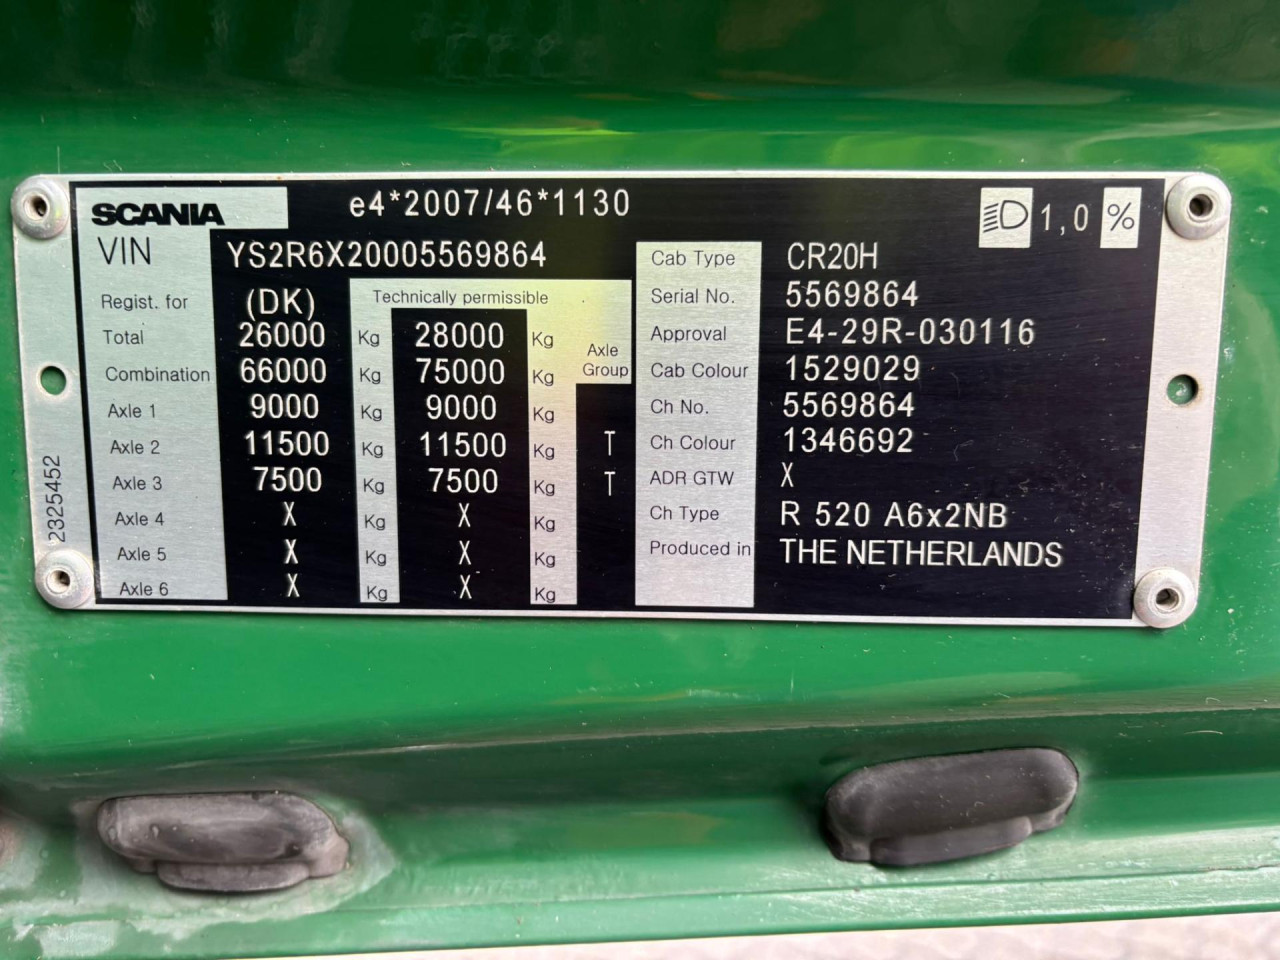 SCANIA e4*2007/46*1130 1,0 %
VIN YS2R6X20005569864
Regist. for (DK) Technically permissible
Total 26000 Kg 28000 Kg
Combination 66000 Kg 75000 Kg
Axle Group
Axle 1 9000 Kg 9000 Kg
Axle 2 11500 Kg 11500 Kg T
Axle 3 7500 Kg 7500 Kg T
Axle 4 X Kg X Kg
Axle 5 X Kg X Kg
Axle 6 X Kg X Kg
Cab Type CR20H
Serial No. 5569864
Approval E4-29R-030116
Cab Colour 1529029
Ch No. 5569864
Ch Colour 1346692
ADR GTW X
Ch Type R 520 A6x2NB
Produced in THE NETHERLANDS
2325452